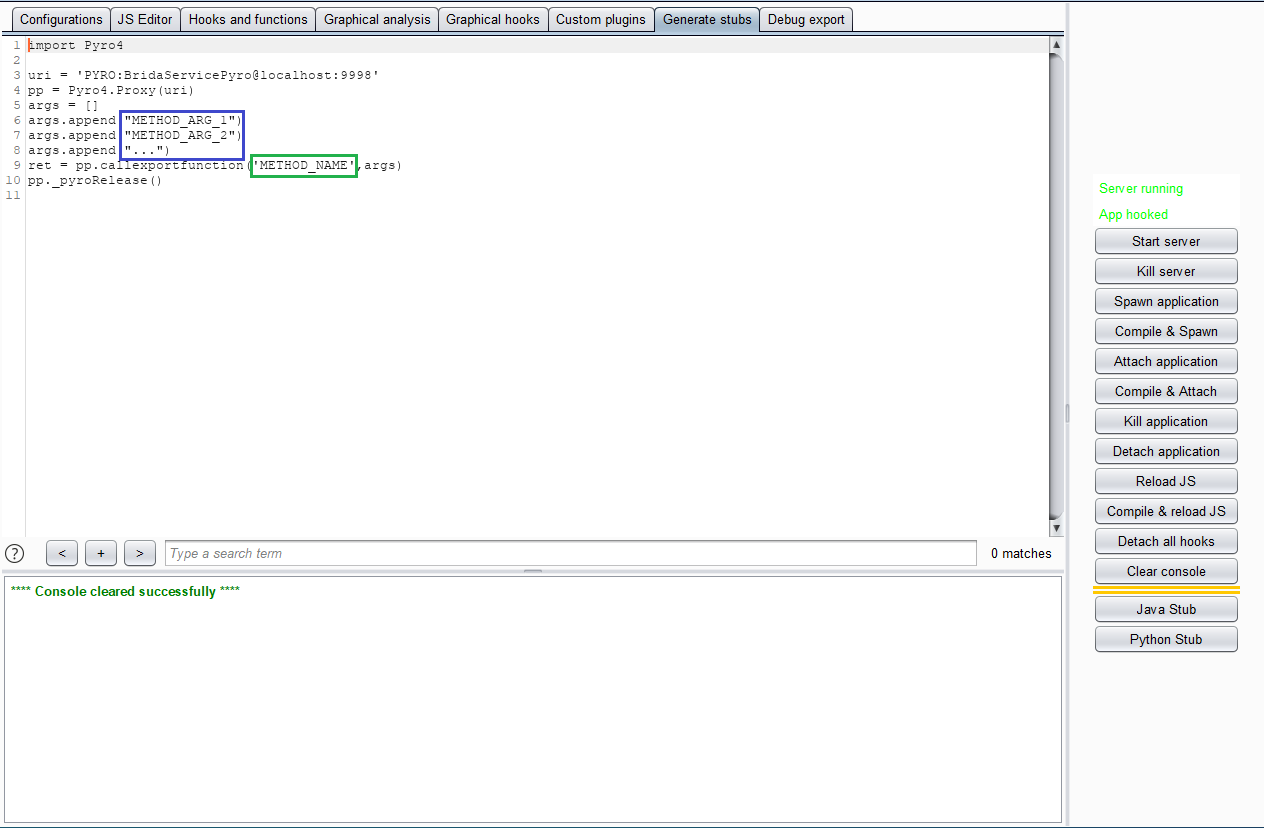 Configurations JS Editor Hooks and functions Graphical analysis Graphical hooks Custom plugins Generate stubs Debug export
1 import Pyro4
2
3 uri = 'PYRO:BridaServicePyro@localhost:9998'
4 pp = Pyro4.Proxy(uri)
5 args = []
6 args.append("METHOD_ARG_1")
7 args.append("METHOD_ARG_2")
8 args.append("...")
9 ret = pp.callexportfunction('METHOD_NAME',args)
10 pp._pyroRelease()
11
? < + > Type a search term 0 matches
**** Console cleared successfully ****
Server running
App hooked
Start server
Kill server
Spawn application
Compile & Spawn
Attach application
Compile & Attach
Kill application
Detach application
Reload JS
Compile & reload JS
Detach all hooks
Clear console
Java Stub
Python Stub